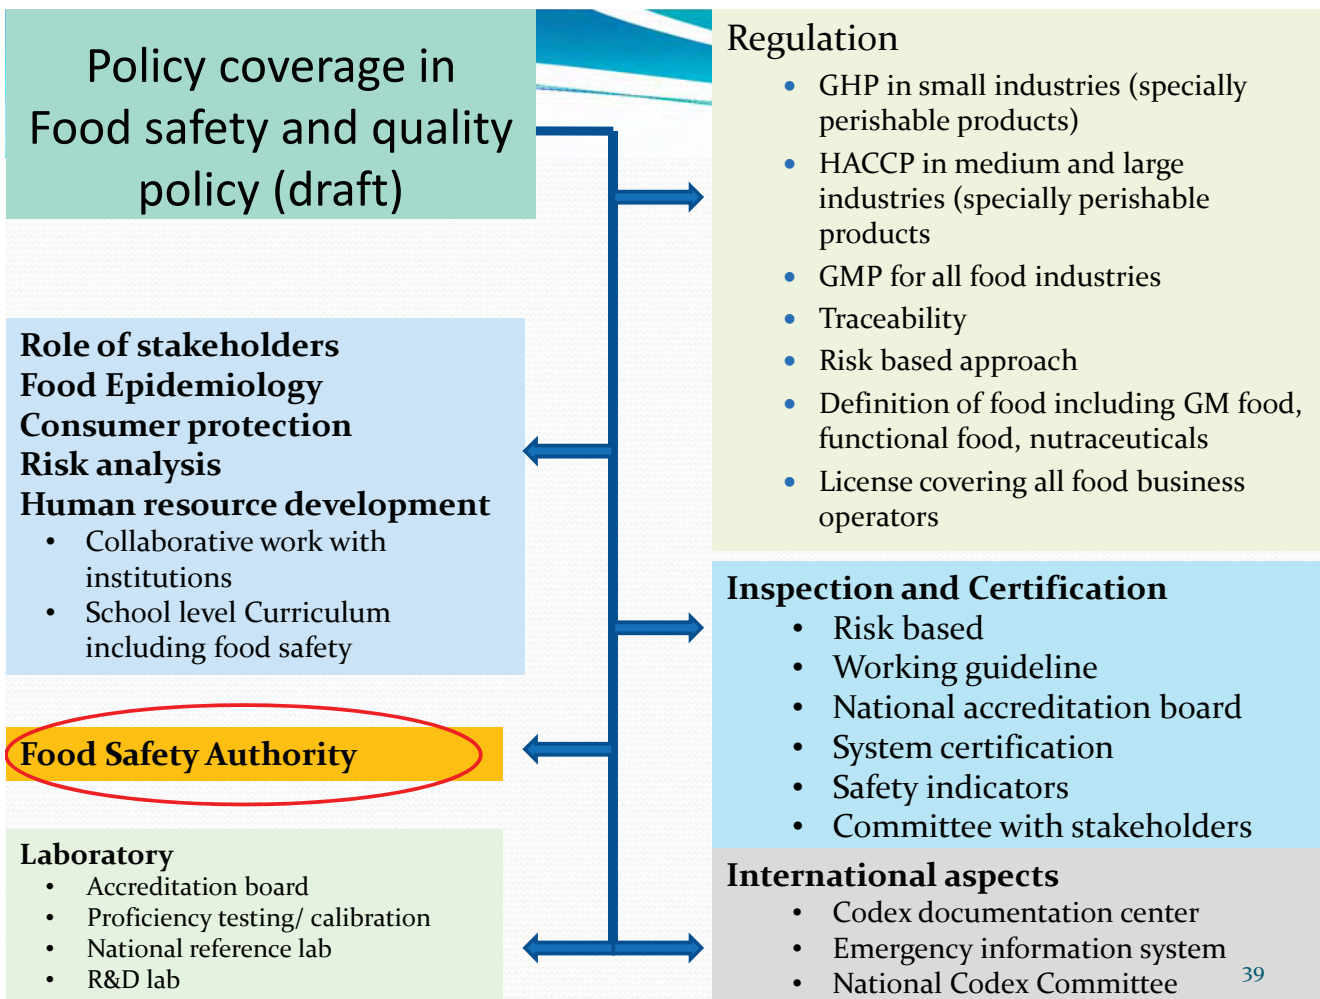 Policy coverage in
Food safety and quality
policy (draft)
Regulation
• GHP in small industries (specially
perishable products)
• HACCP in medium and large
industries (specially perishable
products
• GMP for all food industries
• Traceability
• Risk based approach
• Definition of food including GM food,
functional food, nutraceuticals
• License covering all food business
operators
Role of stakeholders
Food Epidemiology
Consumer protection
Risk analysis
Human resource development
• Collaborative work with
institutions
• School level Curriculum
including food safety
Inspection and Certification
• Risk based
• Working guideline
• National accreditation board
• System certification
• Safety indicators
• Committee with stakeholders
Food Safety Authority
Laboratory
• Accreditation board
• Proficiency testing/ calibration
• National reference lab
• R&D lab
International aspects
• Codex documentation center
• Emergency information system
• National Codex Committee
39